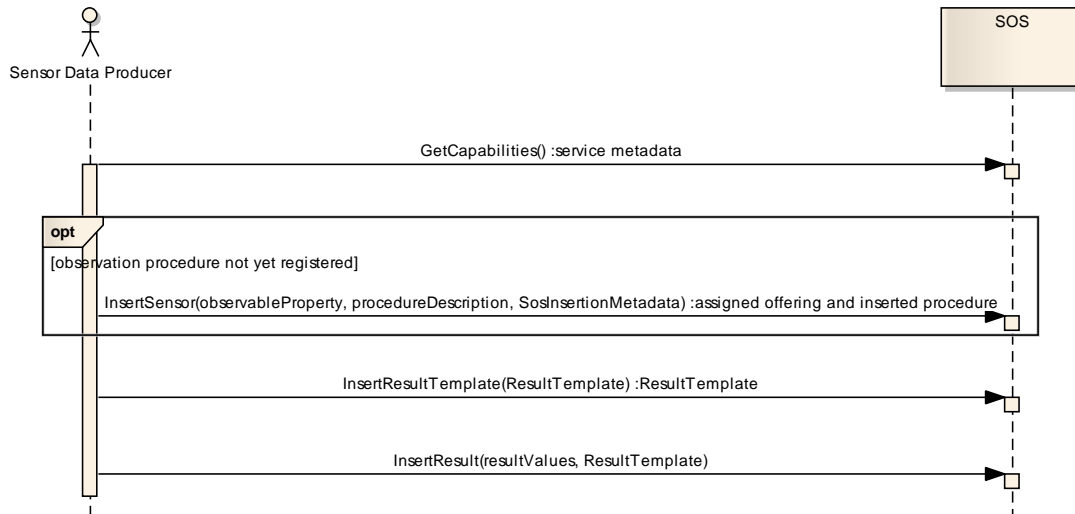 Sensor Data Producer
SOS
GetCapabilities() :service metadata
opt
[observation procedure not yet registered]
InsertSensor(observableProperty, procedureDescription, SosInsertionMetadata) :assigned offering and inserted procedure
InsertResultTemplate(ResultTemplate) :ResultTemplate
InsertResult(resultValues, ResultTemplate)